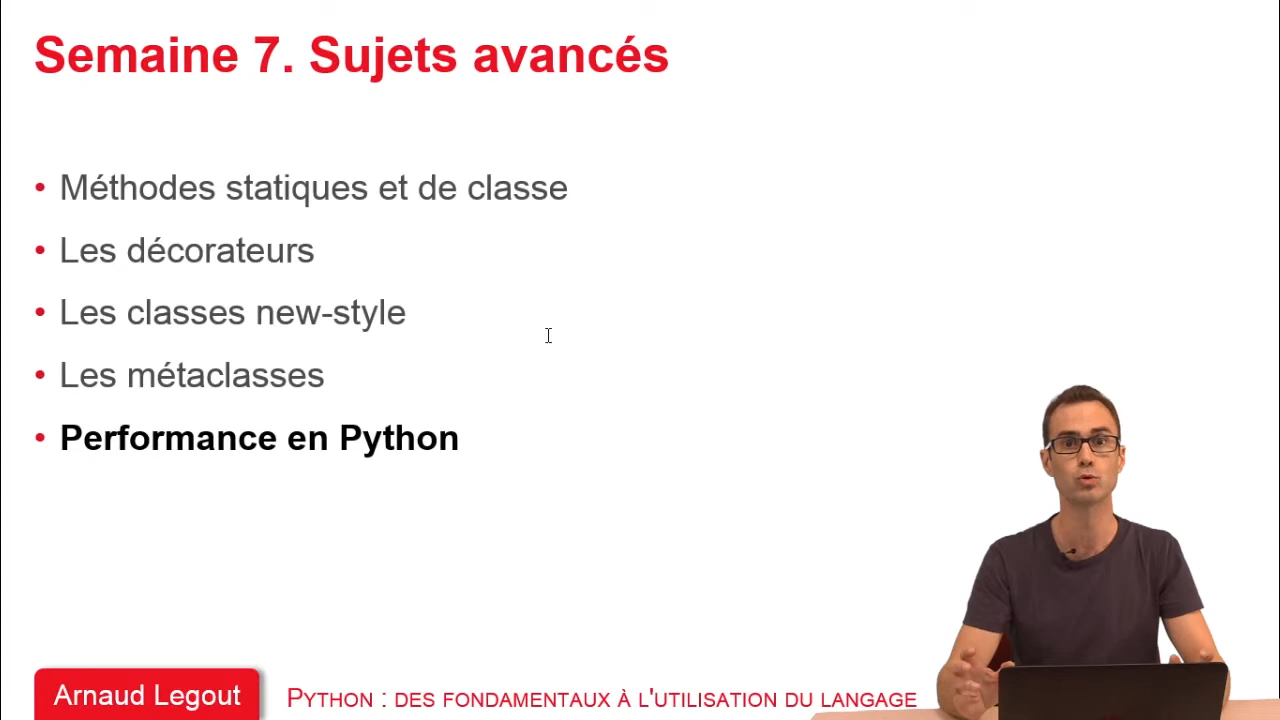 Semaine 7. Sujets avancés
• Méthodes statiques et de classe
• Les décorateurs
• Les classes new-style
• Les métaclasses
• Performance en Python
Arnaud Legout
PYTHON : DES FONDAMENTAUX À L'UTILISATION DU LANGAGE